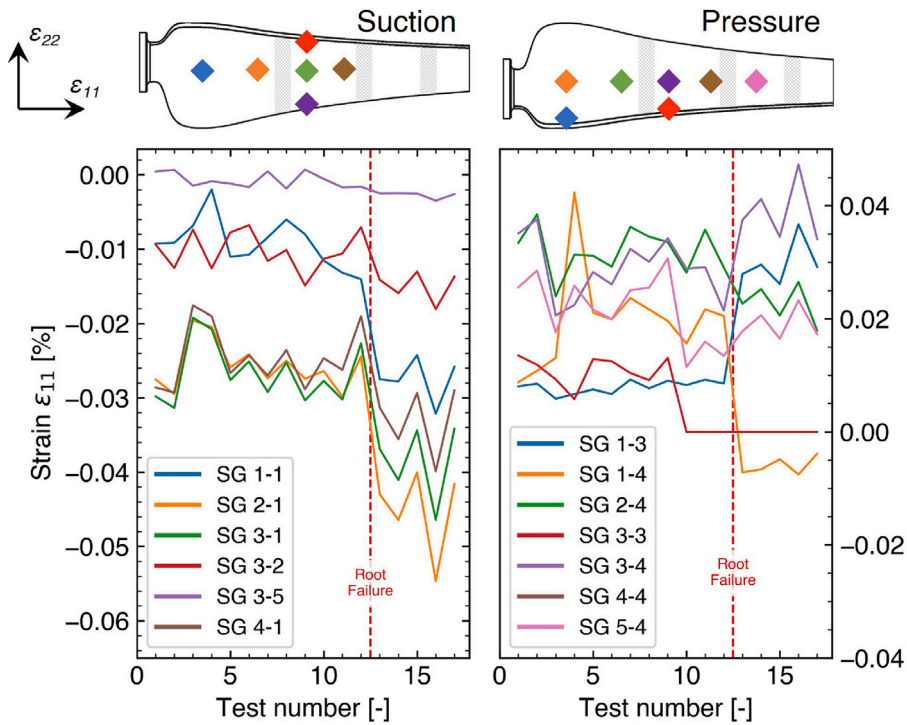 Suction
Pressure
ε22
ε11
Strain ε11 [%]
0.00
−0.01
−0.02
−0.03
−0.04
−0.05
−0.06
SG 1-1
SG 2-1
SG 3-1
SG 3-2
SG 3-5
SG 4-1
Root
Failure
0 5 10 15
Test number [-]
SG 1-3
SG 1-4
SG 2-4
SG 3-3
SG 3-4
SG 4-4
SG 5-4
Root
Failure
0 5 10 15
Test number [-]
0.04
0.02
0.00
−0.02
−0.04